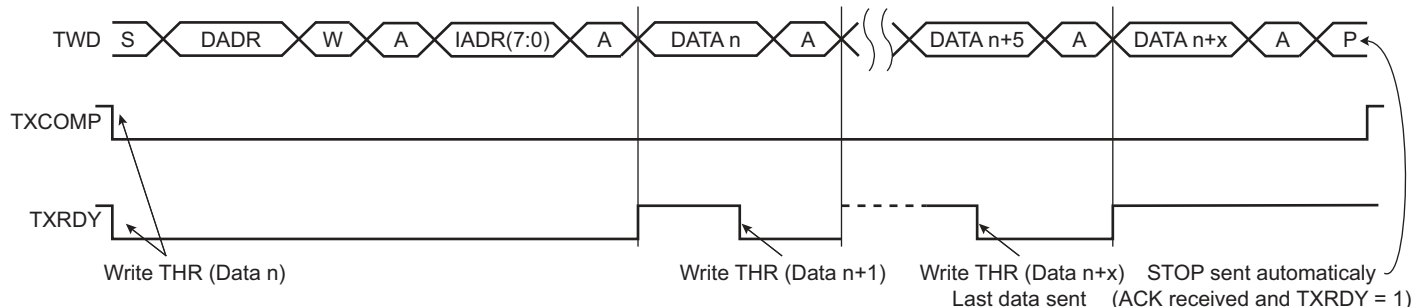 TWD S DADR W A IADR(7:0) A DATA n A DATA n+5 A DATA n+x A P
TXCOMP
TXRDY
Write THR (Data n) Write THR (Data n+1) Write THR (Data n+x) STOP sent automaticaly
Last data sent (ACK received and TXRDY = 1)